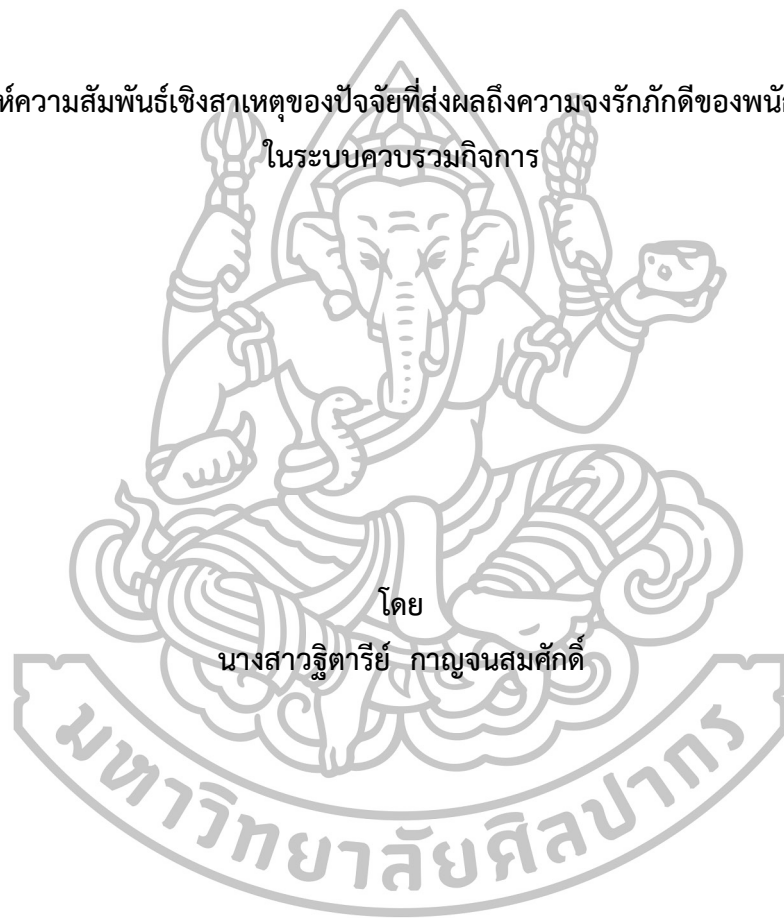 ห์ความสัมพันธ์เชิงสาเหตุของปัจจัยที่ส่งผลถึงความจงรักภักดีของพนั
ในระบบควบรวมกิจการ
โดย
นางสาวฐิตารีย์ กาญจนสมศักดิ์
มหาวิทยาลัยศิลปากร